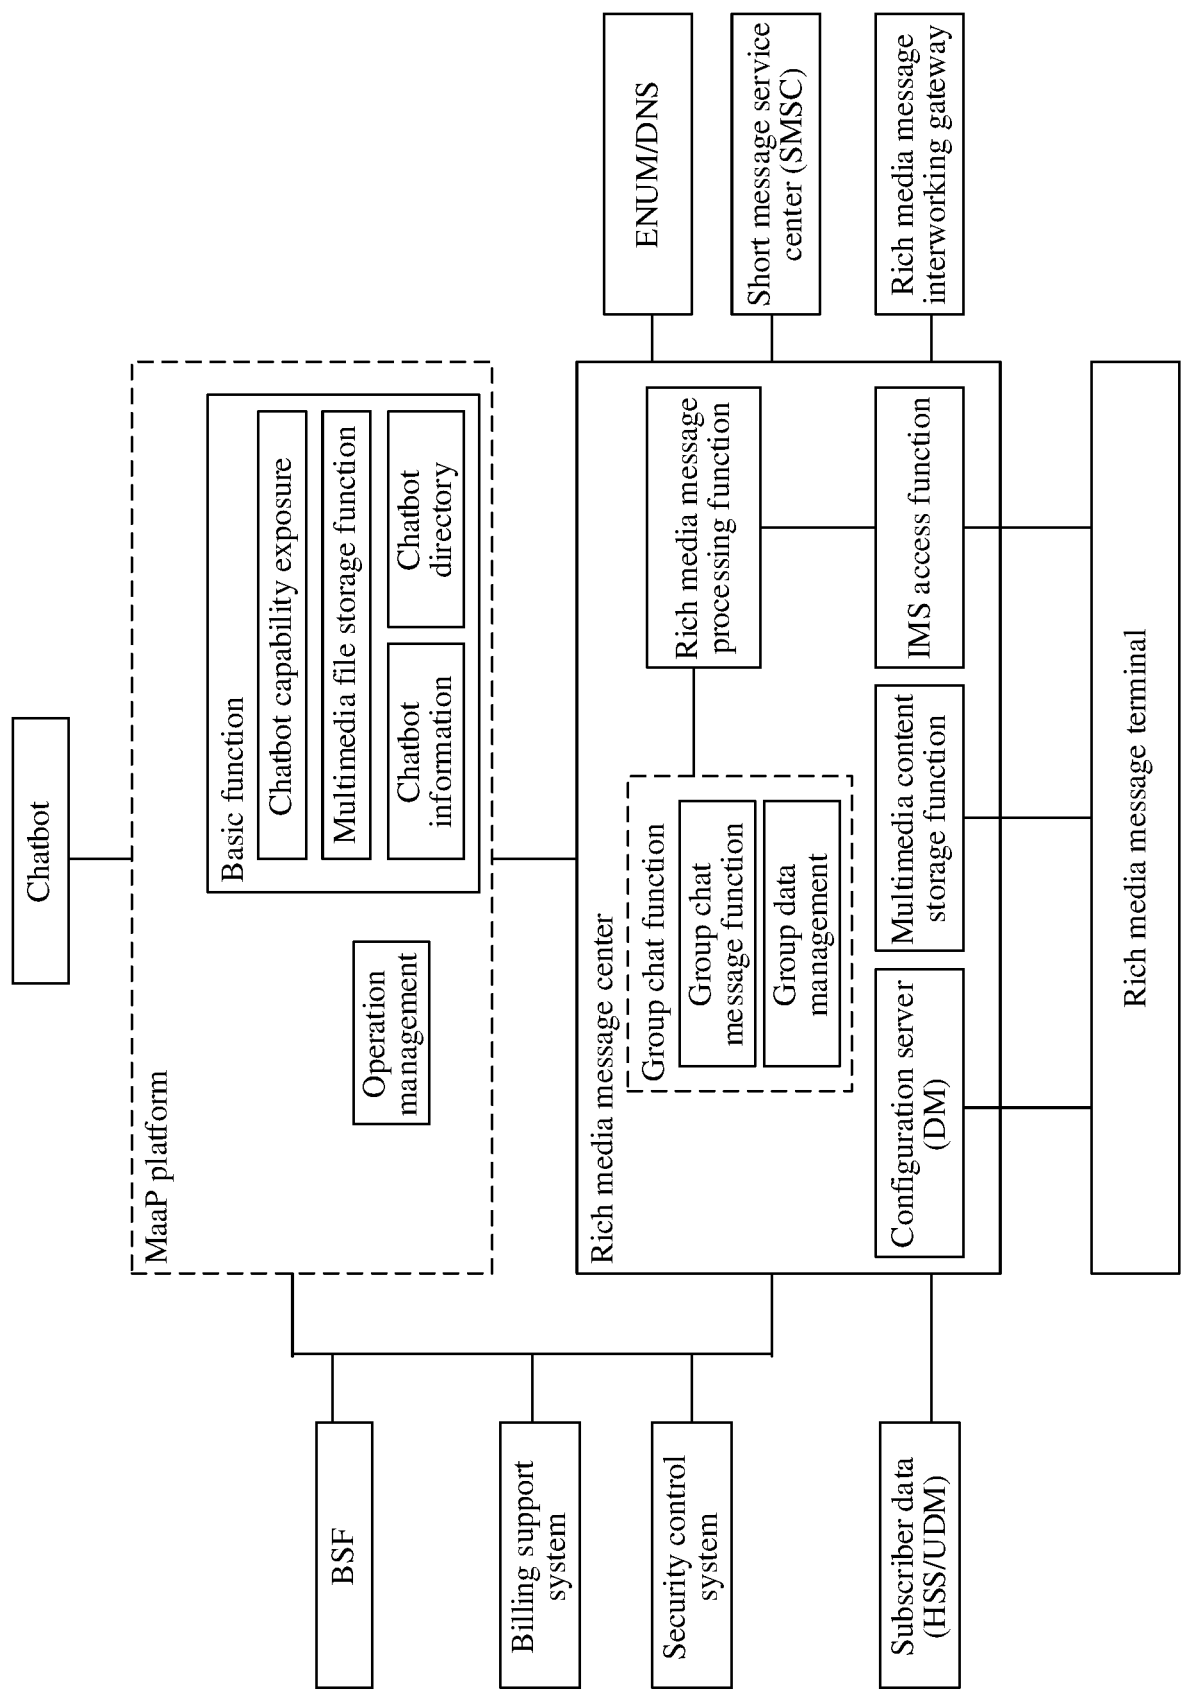 Chatbot
MaaP platform
Operation
management
Basic function
Chatbot capability exposure
Multimedia file storage function
Chatbot
information
Chatbot
directory
BSF
Billing support
system
Security control
system
Subscriber data
(HSS/UDM)
Rich media message center
Group chat function
Group chat
message function
Group data
management
Rich media message
processing function
Configuration server
(DM)
Multimedia content
storage function
IMS access function
ENUM/DNS
Short message service
center (SMSC)
Rich media message
interworking gateway
Rich media message terminal